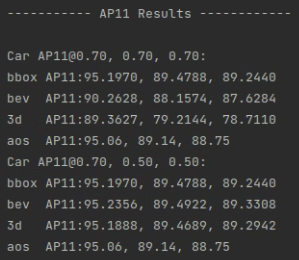 ----------- AP11 Results ------------
Car AP11@0.70, 0.70, 0.70:
bbox AP11:95.1970, 89.4788, 89.2440
bev  AP11:90.2628, 88.1574, 87.6284
3d   AP11:89.3627, 79.2144, 78.7110
aos  AP11:95.06, 89.14, 88.75
Car AP11@0.70, 0.50, 0.50:
bbox AP11:95.1970, 89.4788, 89.2440
bev  AP11:95.2356, 89.4922, 89.3308
3d   AP11:95.1888, 89.4689, 89.2942
aos  AP11:95.06, 89.14, 88.75